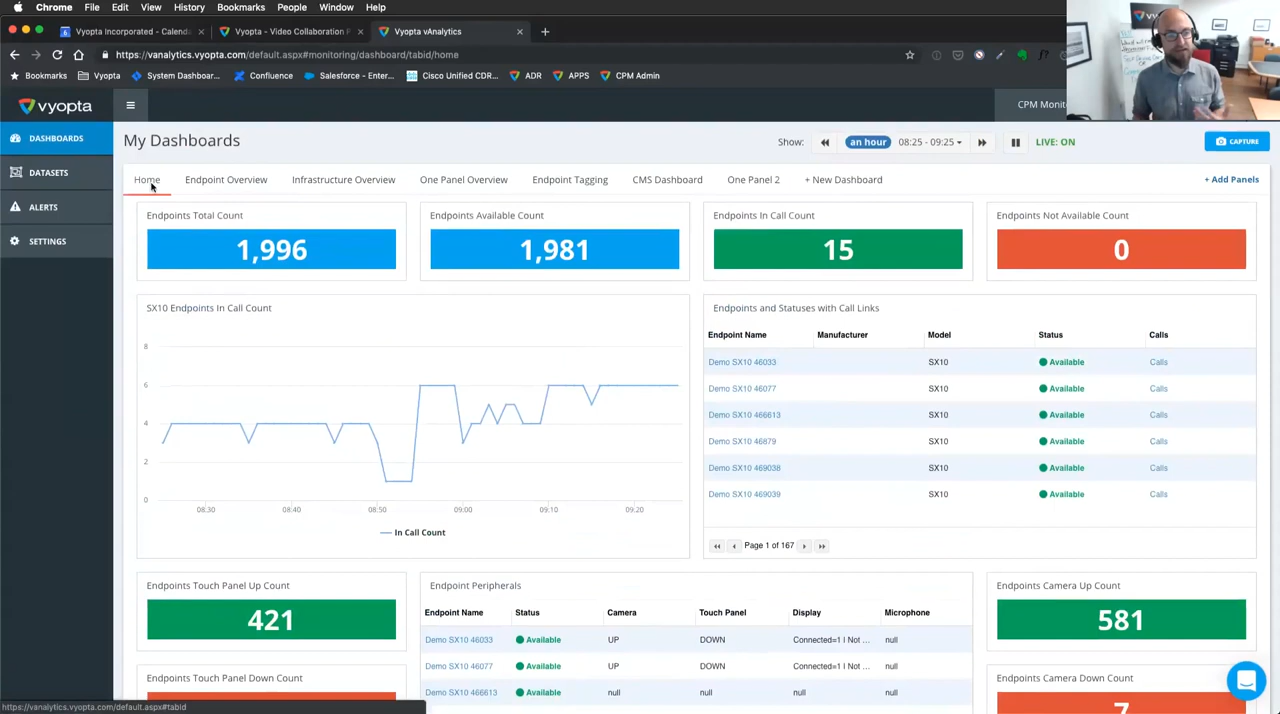 Chrome File Edit View History Bookmarks People Window Help
Vyopta Incorporated - Calenda
Vyopta - Video Collaboration P
Vyopta vAnalytics
https://vanalytics.vyopta.com/default.aspx#monitoring/dashboard/tabid/home
Bookmarks Vyopta System Dashboar... Confluence Salesforce - Enter... Cisco Unified CDR... ADR APPS CPM Admin
vyopta
CPM Monit
DASHBOARDS
DATASETS
ALERTS
SETTINGS
My Dashboards
Show: an hour 08:25 - 09:25 LIVE: ON CAPTURE
Home Endpoint Overview Infrastructure Overview One Panel Overview Endpoint Tagging CMS Dashboard One Panel 2 + New Dashboard + Add Panels
Endpoints Total Count
1,996
Endpoints Available Count
1,981
Endpoints In Call Count
15
Endpoints Not Available Count
0
SX10 Endpoints In Call Count
8
6
4
2
0
08:30 08:40 08:50 09:00 09:10 09:20
In Call Count
Endpoints and Statuses with Call Links
Endpoint Name Manufacturer Model Status Calls
Demo SX10 46033 SX10 Available Calls
Demo SX10 46077 SX10 Available Calls
Demo SX10 466613 SX10 Available Calls
Demo SX10 46879 SX10 Available Calls
Demo SX10 469038 SX10 Available Calls
Demo SX10 469039 SX10 Available Calls
Page 1 of 167
Endpoints Touch Panel Up Count
421
Endpoints Touch Panel Down Count
Endpoint Peripherals
Endpoint Name Status Camera Touch Panel Display Microphone
Demo SX10 46033 Available UP DOWN Connected=1 | Not ... null
Demo SX10 46077 Available UP DOWN Connected=1 | Not ... null
Demo SX10 466613 Available null null null null
Endpoints Camera Up Count
581
Endpoints Camera Down Count
7
https://vanalytics.vyopta.com/default.aspx#tabId